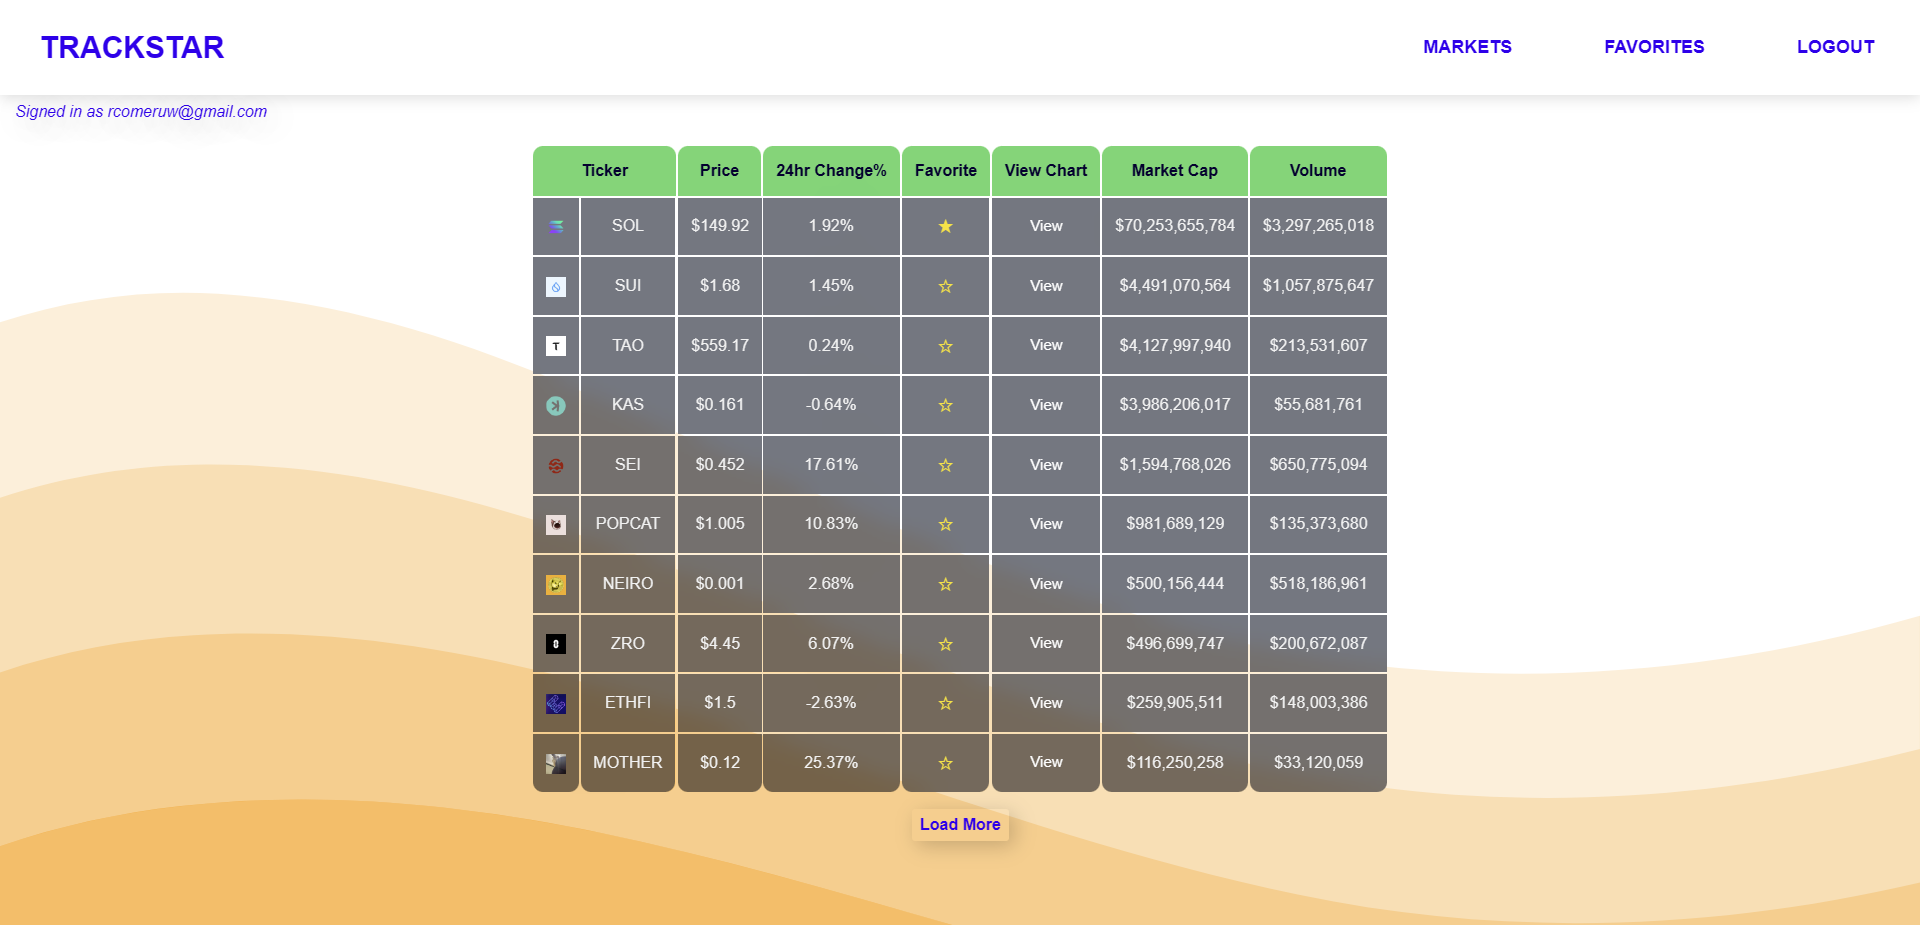 TRACKSTAR MARKETS FAVORITES LOGOUT
Signed in as rcomeruw@gmail.com
Ticker Price 24hr Change% Favorite View Chart Market Cap Volume
SOL $149.92 1.92% ★ View $70,253,655,784 $3,297,265,018
SUI $1.68 1.45% ☆ View $4,491,070,564 $1,057,875,647
T TAO $559.17 0.24% ☆ View $4,127,997,940 $213,531,607
KAS $0.161 -0.64% ☆ View $3,986,206,017 $55,681,761
SEI $0.452 17.61% ☆ View $1,594,768,026 $650,775,094
POPCAT $1.005 10.83% ☆ View $981,689,129 $135,373,680
NEIRO $0.001 2.68% ☆ View $500,156,444 $518,186,961
ZRO $4.45 6.07% ☆ View $496,699,747 $200,672,087
ETHFI $1.5 -2.63% ☆ View $259,905,511 $148,003,386
MOTHER $0.12 25.37% ☆ View $116,250,258 $33,120,059
Load More